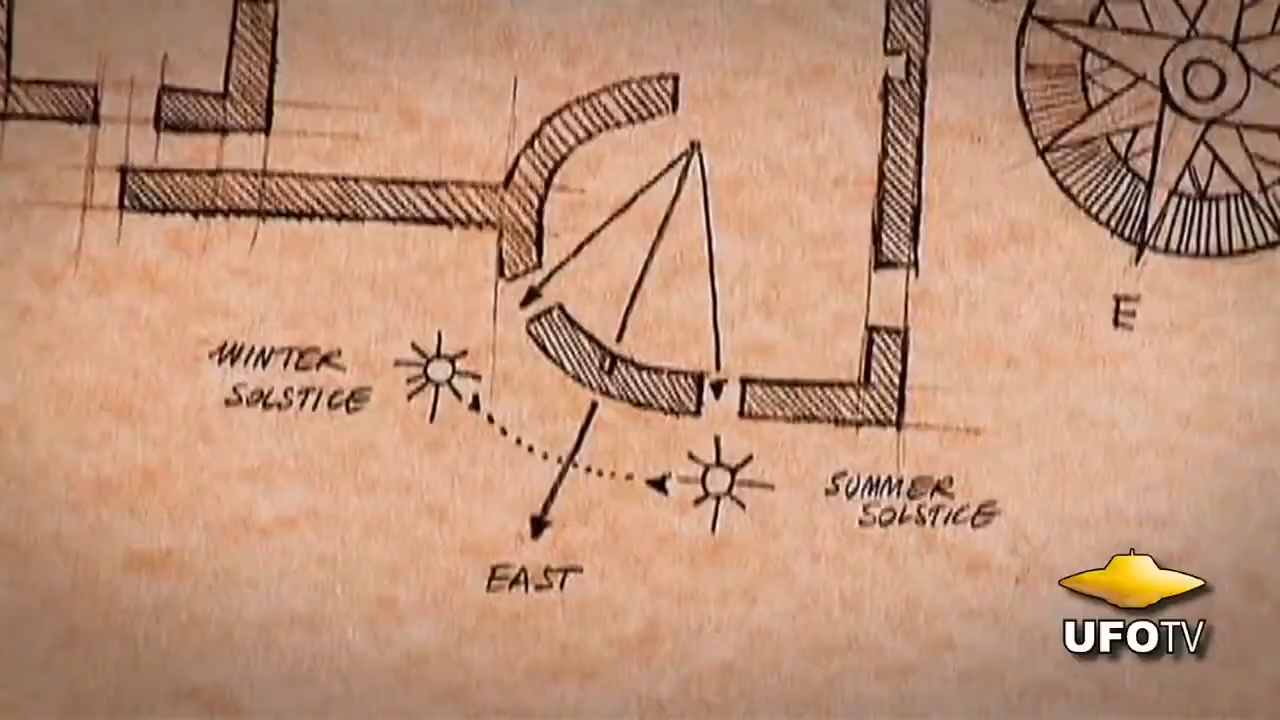 E
WINTER
SOLSTICE
SUMMER
SOLSTICE
EAST
UFOTV